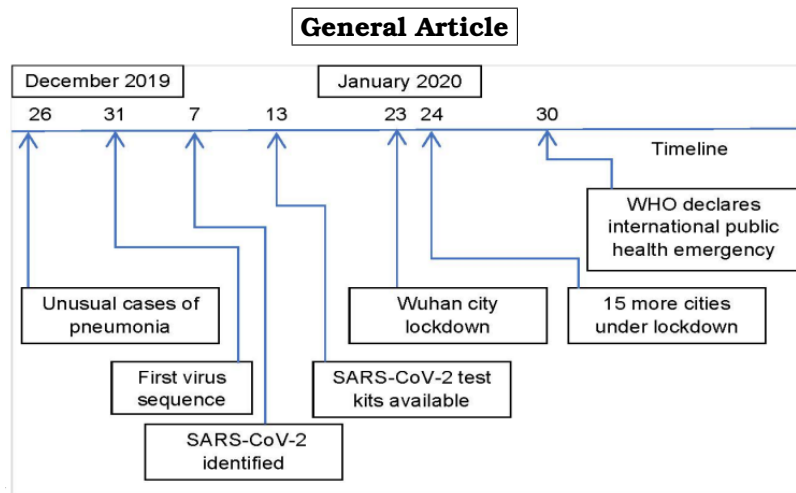 General Article
December 2019
January 2020
26 31 7 13 23 24 30
Timeline
WHO declares
international public
health emergency
Unusual cases of
pneumonia
Wuhan city
lockdown
15 more cities
under lockdown
First virus
sequence
SARS-CoV-2 test
kits available
SARS-CoV-2
identified